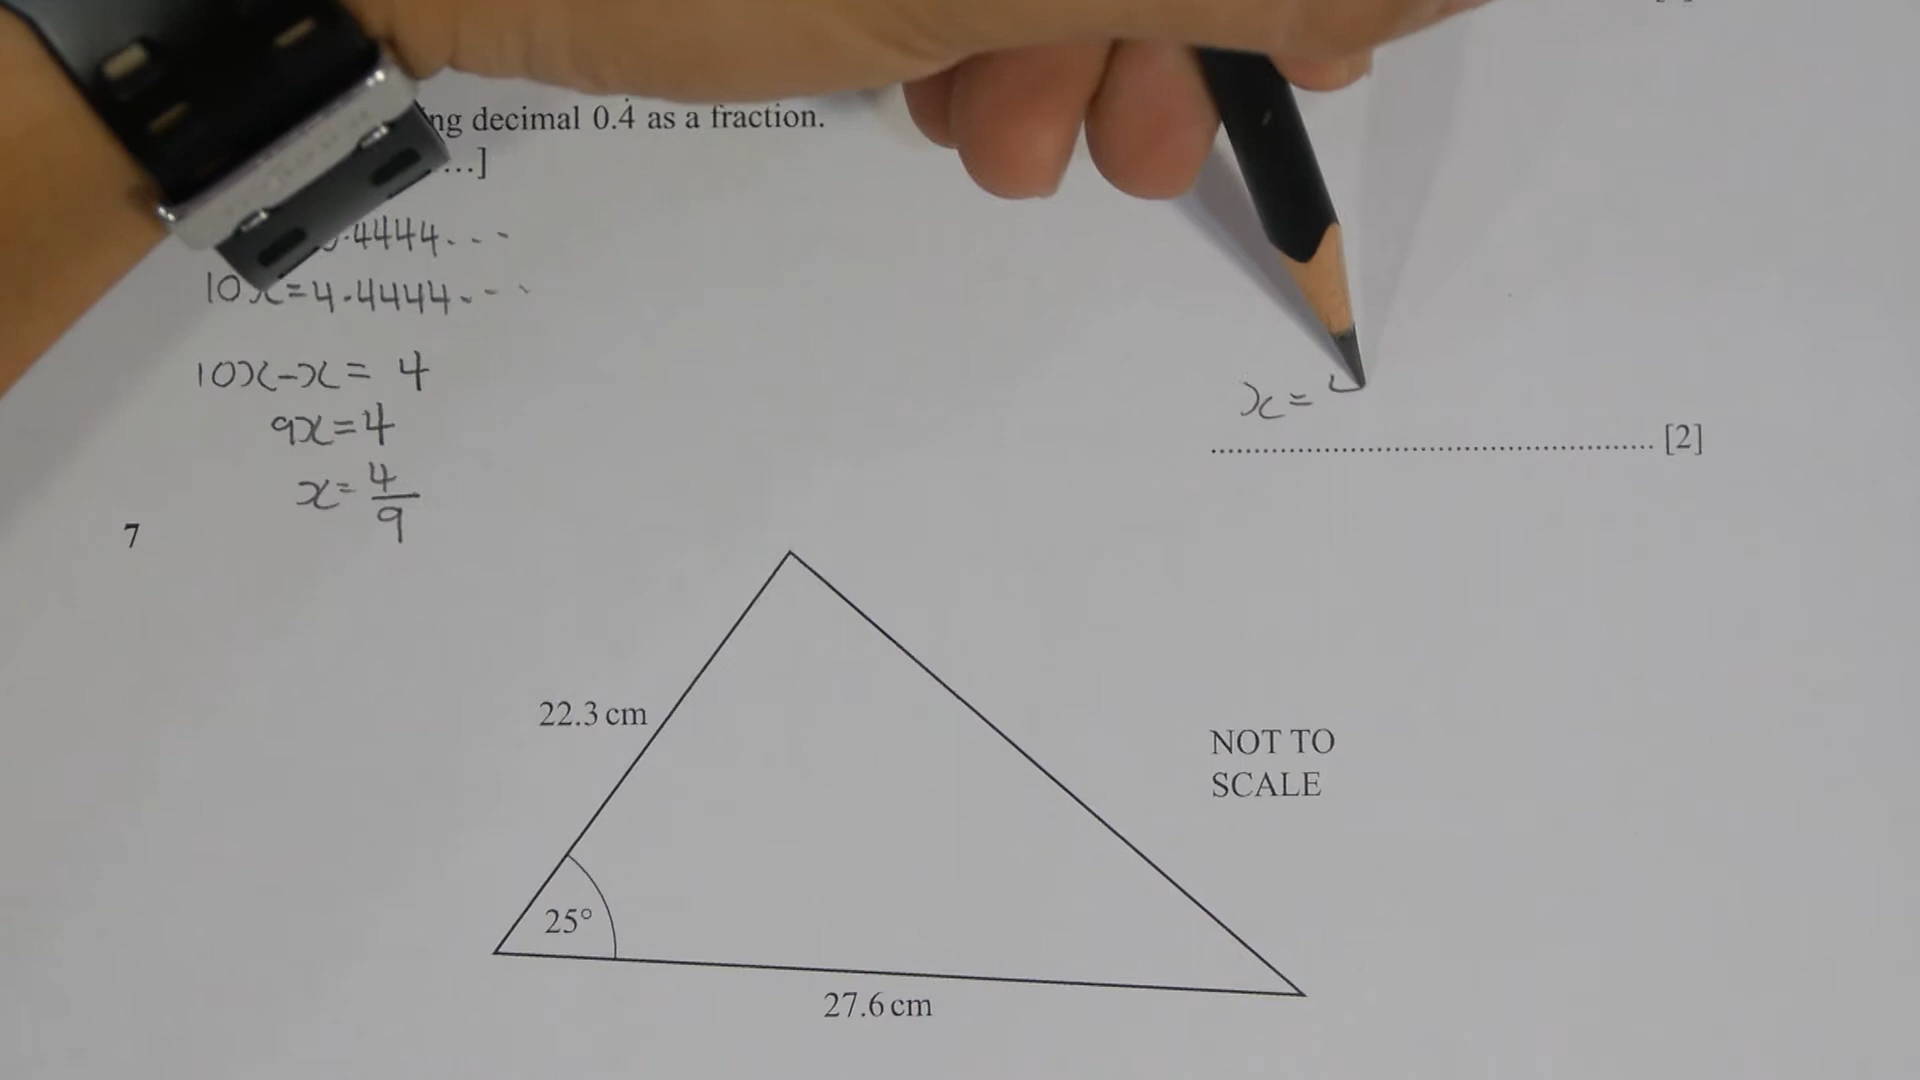 decimal 0.4̇ as a fraction.
...]
.4444...
10x=4.4444...
10x-x= 4
9x=4
x=4/9
x=
[2]
7
22.3 cm
NOT TO
SCALE
25°
27.6 cm